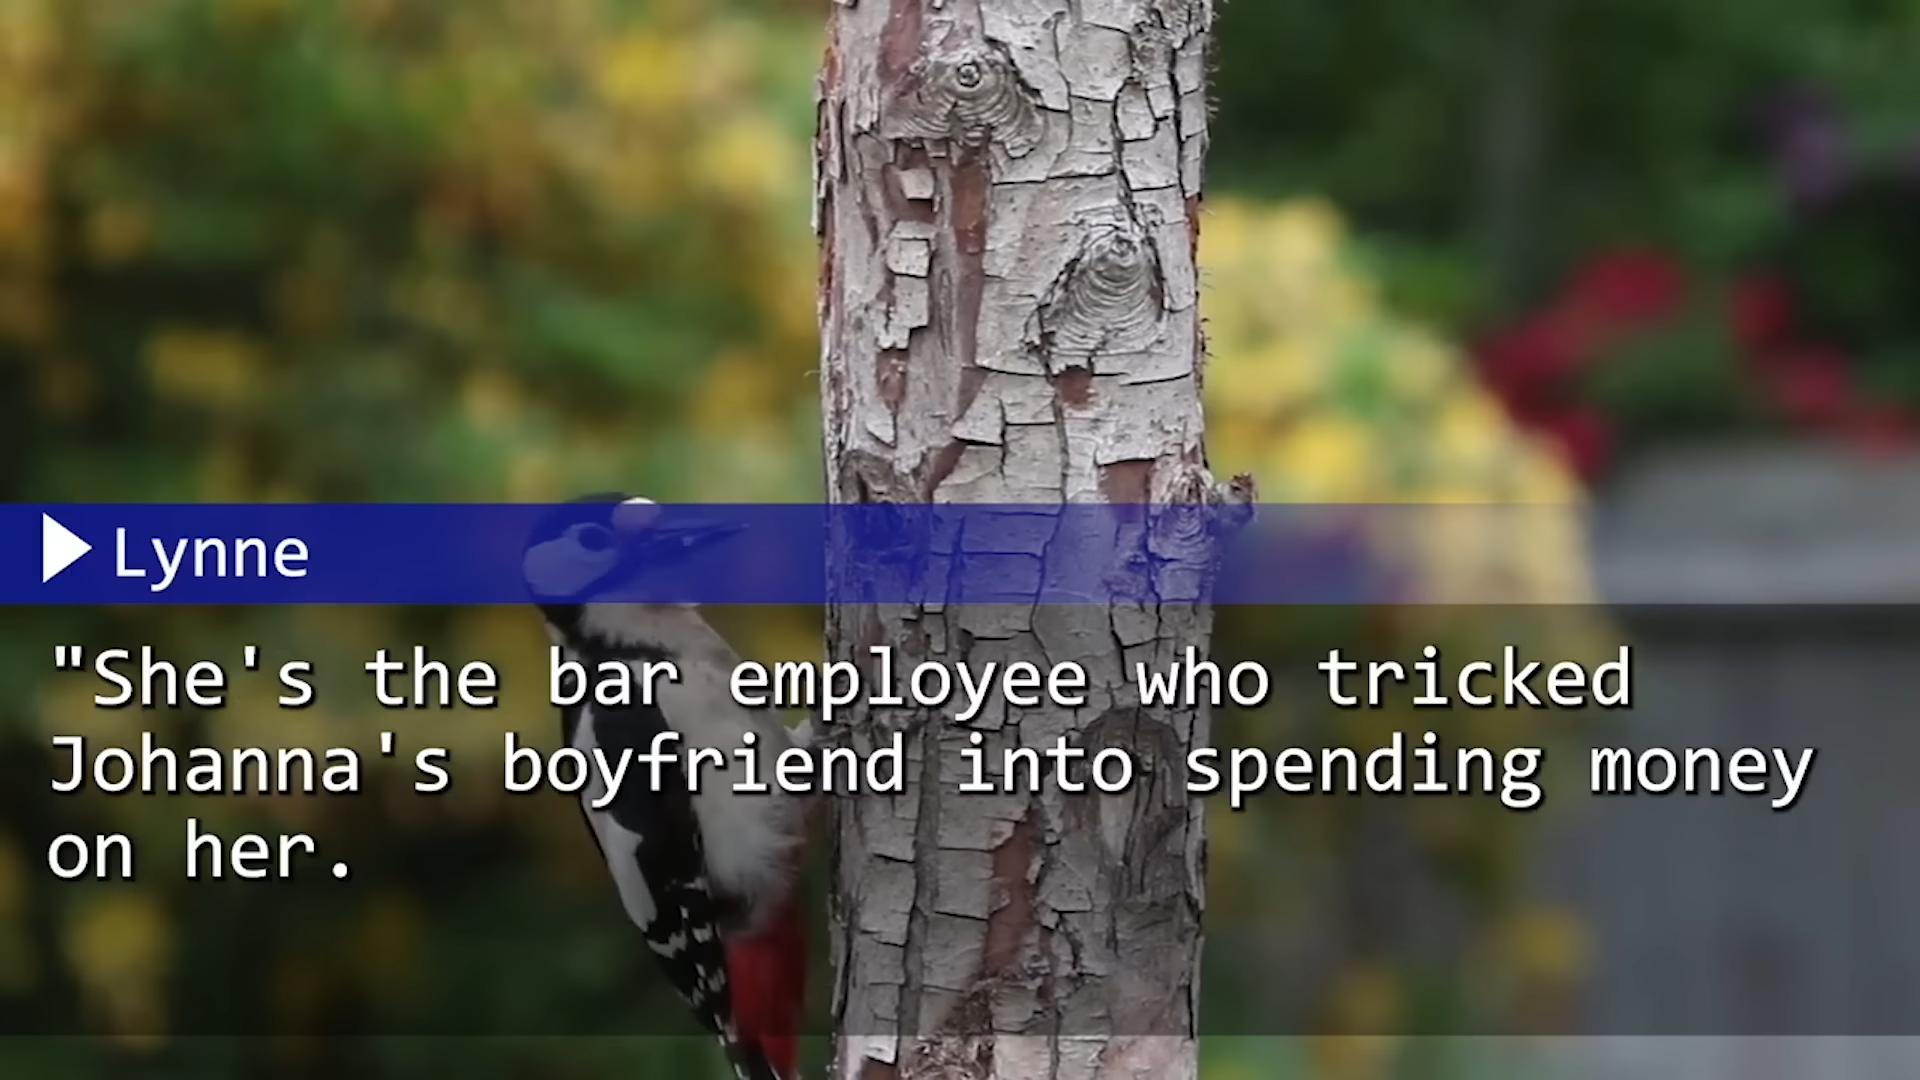 Lynne
"She's the bar employee who tricked
Johanna's boyfriend into spending money
on her.